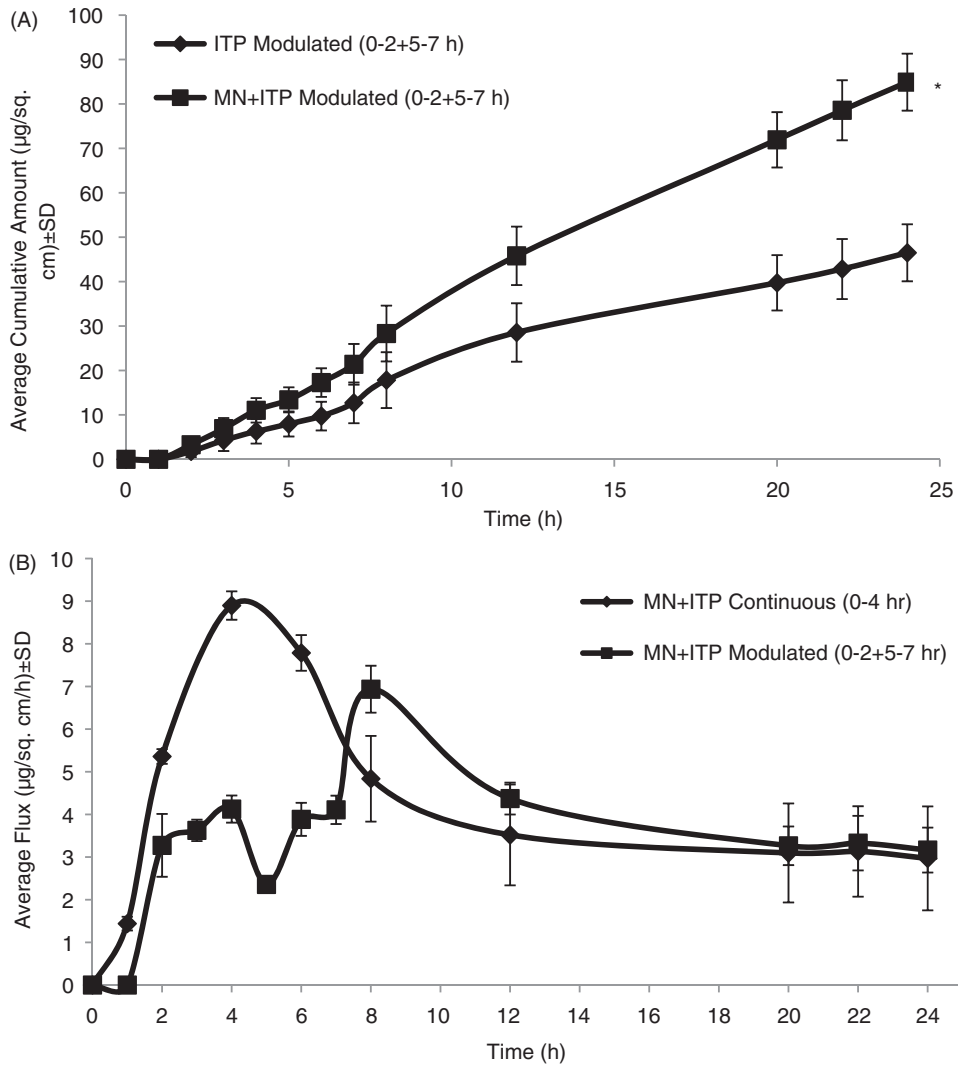 (A)
100
90
80
70
60
50
40
30
20
10
0
Average Cumulative Amount (µg/sq.
cm)±SD
ITP Modulated (0-2+5-7 h)
MN+ITP Modulated (0-2+5-7 h)
*
0 5 10 15 20 25
Time (h)
(B)
10
9
8
7
6
5
4
3
2
1
0
Average Flux (µg/sq. cm/h)±SD
MN+ITP Continuous (0-4 hr)
MN+ITP Modulated (0-2+5-7 hr)
0 2 4 6 8 10 12 14 16 18 20 22 24
Time (h)